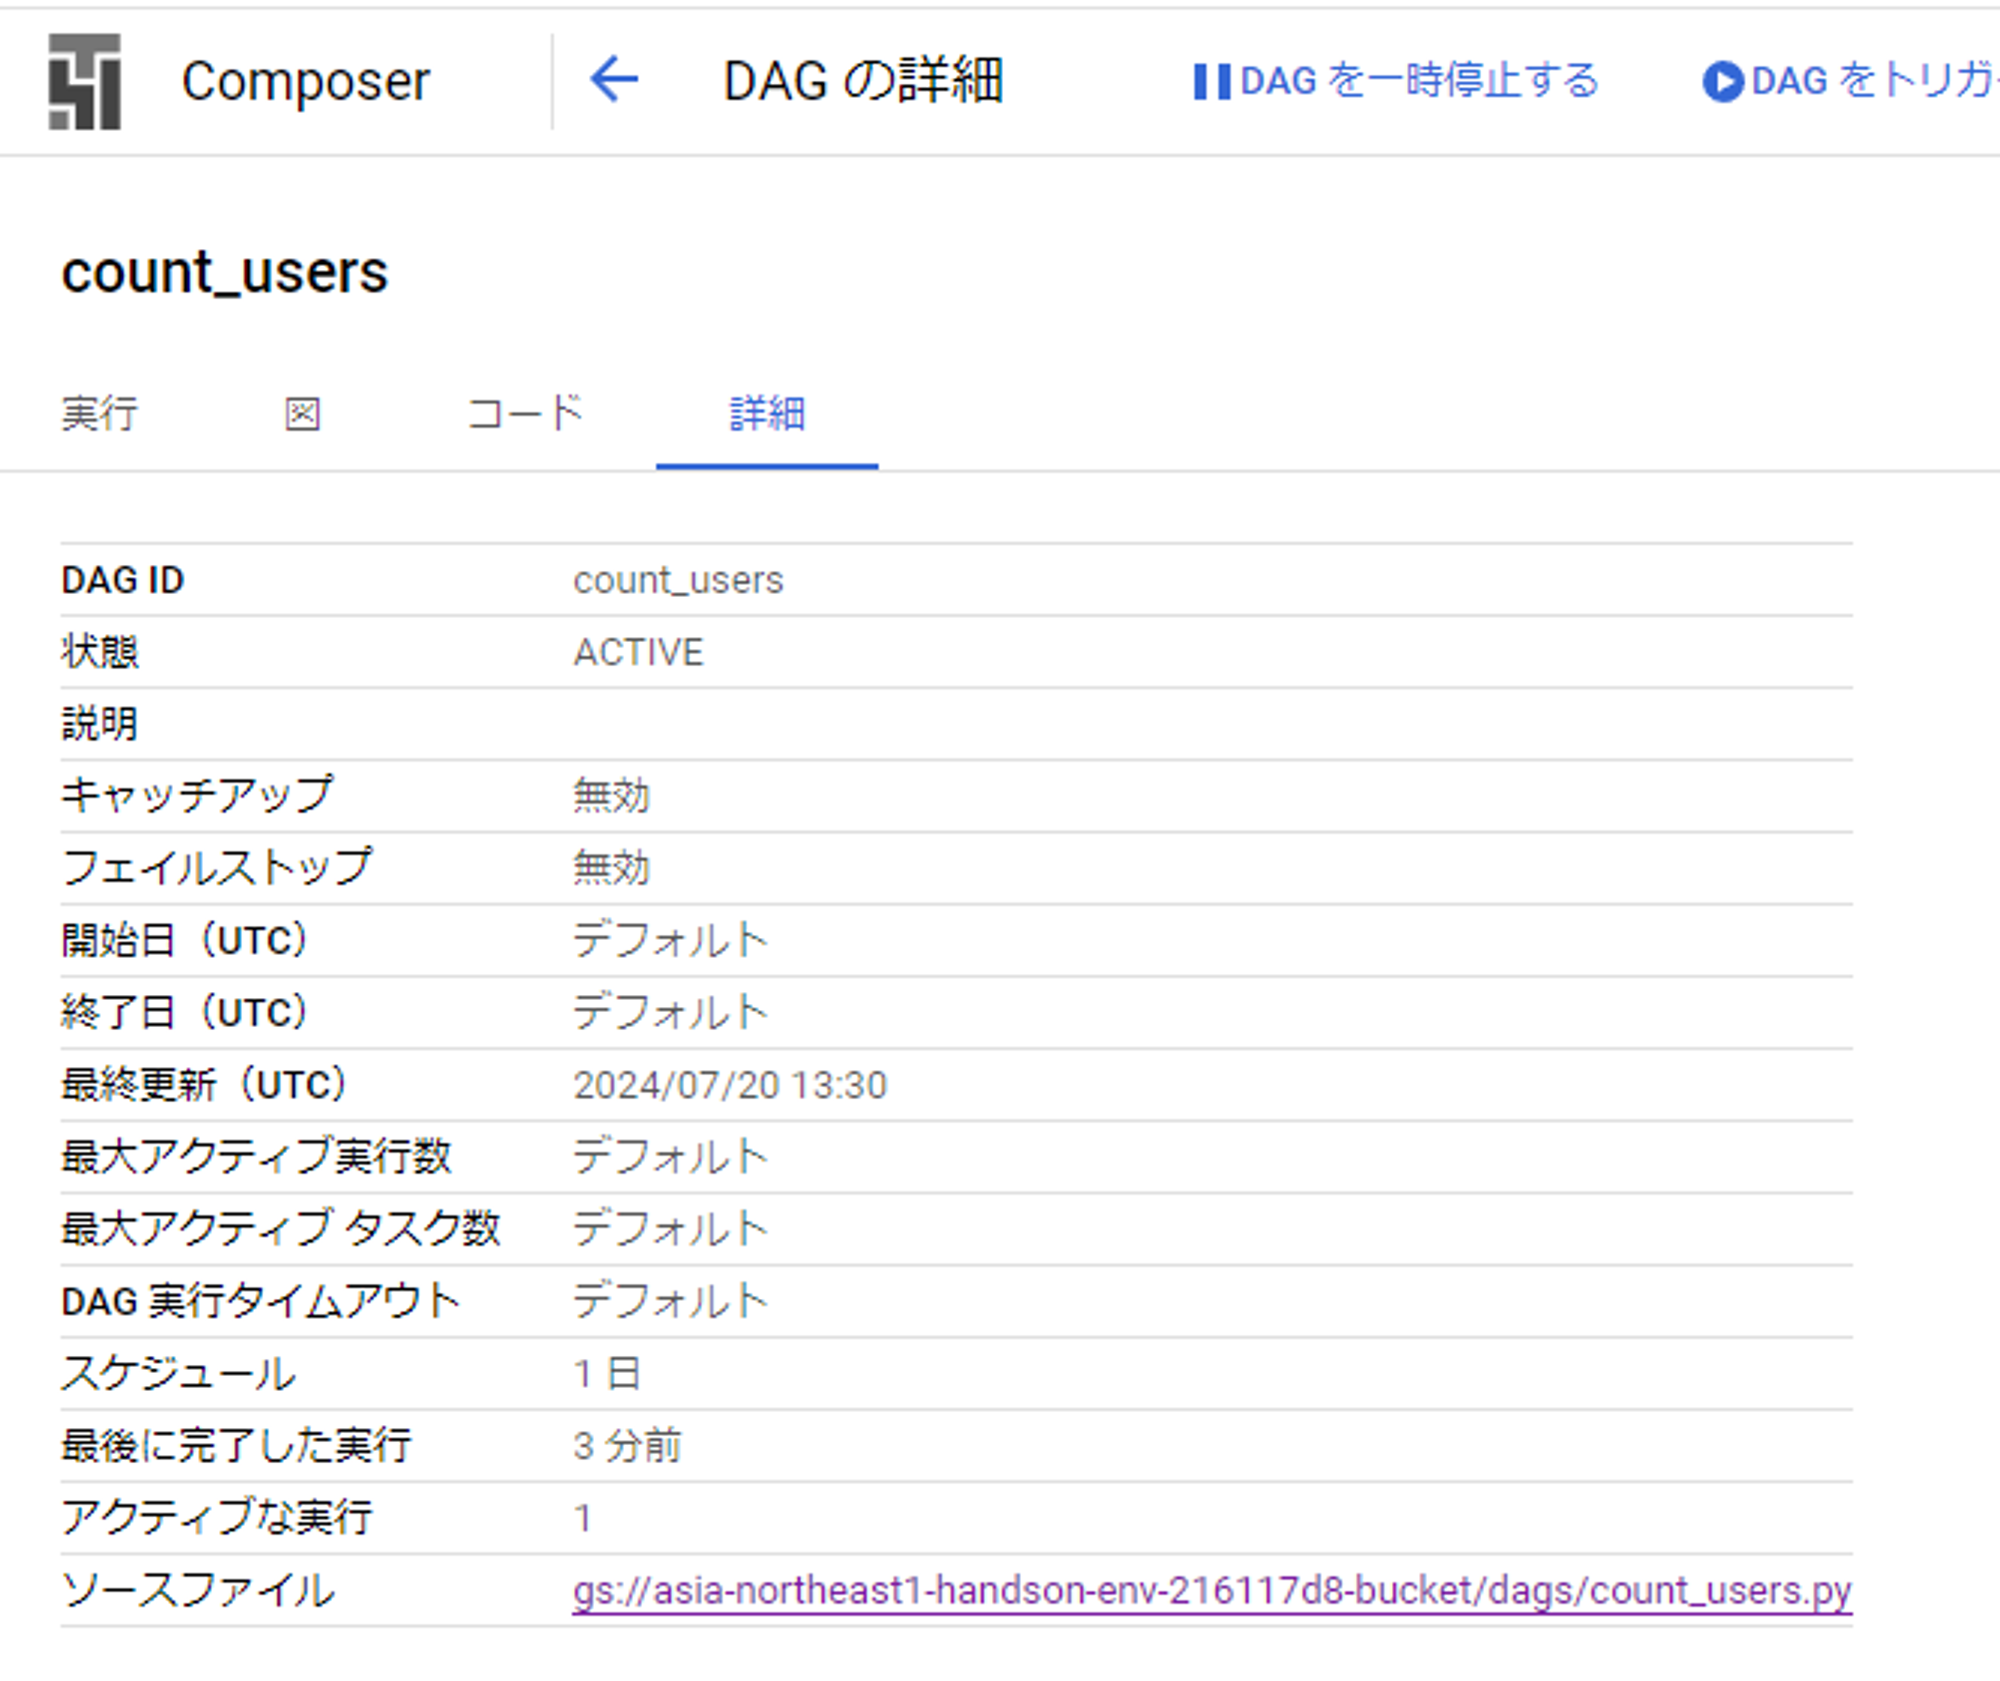 Composer
DAG の詳細
DAG を一時停止する
DAG をトリガ
count_users
実行 図 コード 詳細
DAG ID count_users
状態 ACTIVE
説明
キャッチアップ 無効
フェイルストップ 無効
開始日（UTC） デフォルト
終了日（UTC） デフォルト
最終更新（UTC） 2024/07/20 13:30
最大アクティブ実行数 デフォルト
最大アクティブ タスク数 デフォルト
DAG 実行タイムアウト デフォルト
スケジュール 1 日
最後に完了した実行 3 分前
アクティブな実行 1
ソースファイル gs://asia-northeast1-handson-env-216117d8-bucket/dags/count_users.py